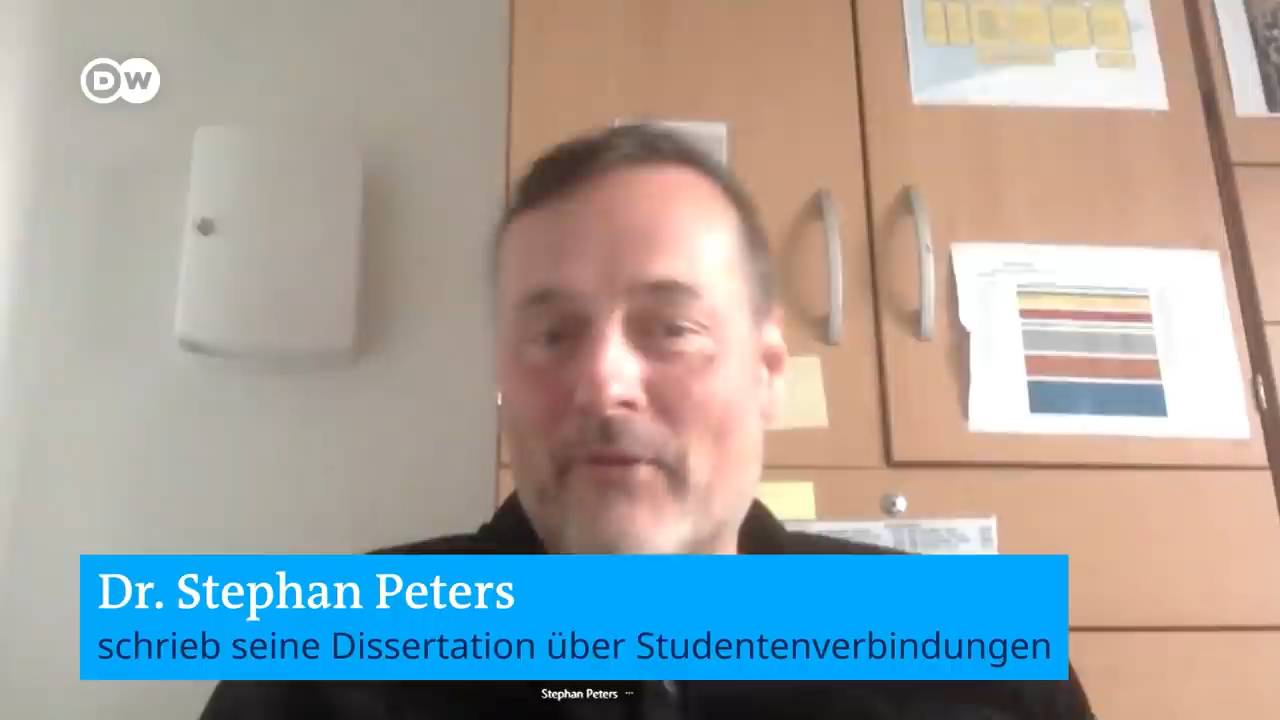 DW
Dr. Stephan Peters
schrieb seine Dissertation über Studentenverbindungen
Stephan Peters